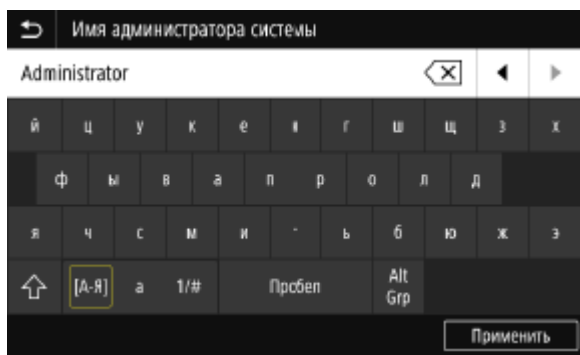 Имя администратора системы
Administrator
й ц у к е н г ш щ з х
ф ы в а п р о л д
я ч с м и ь б ю ж э
[А-Я] a 1/# Пробел Alt Grp
Применить